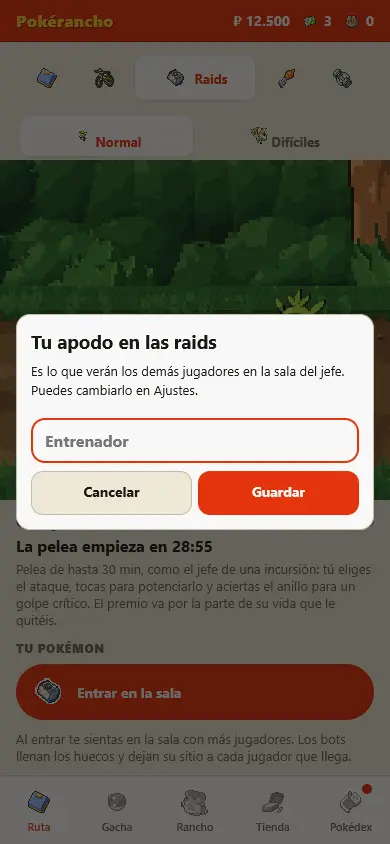 Pokérancho
₽ 12.500 3 0
Raids
Normal
Difíciles
Tu apodo en las raids
Es lo que verán los demás jugadores en la sala del jefe.
Puedes cambiarlo en Ajustes.
Entrenador
Cancelar
Guardar
La pelea empieza en 28:55
Pelea de hasta 30 min, como el jefe de una incursión: tú eliges
el ataque, tocas para potenciarlo y aciertas el anillo para un
golpe crítico. El premio va por la parte de su vida que le
quitéis.
TU POKÉMON
Entrar en la sala
Al entrar te sientas en la sala con más jugadores. Los bots
llenan los huecos y dejan su sitio a cada jugador que llega.
Ruta
Gacha
Rancho
Tienda
Pokédex